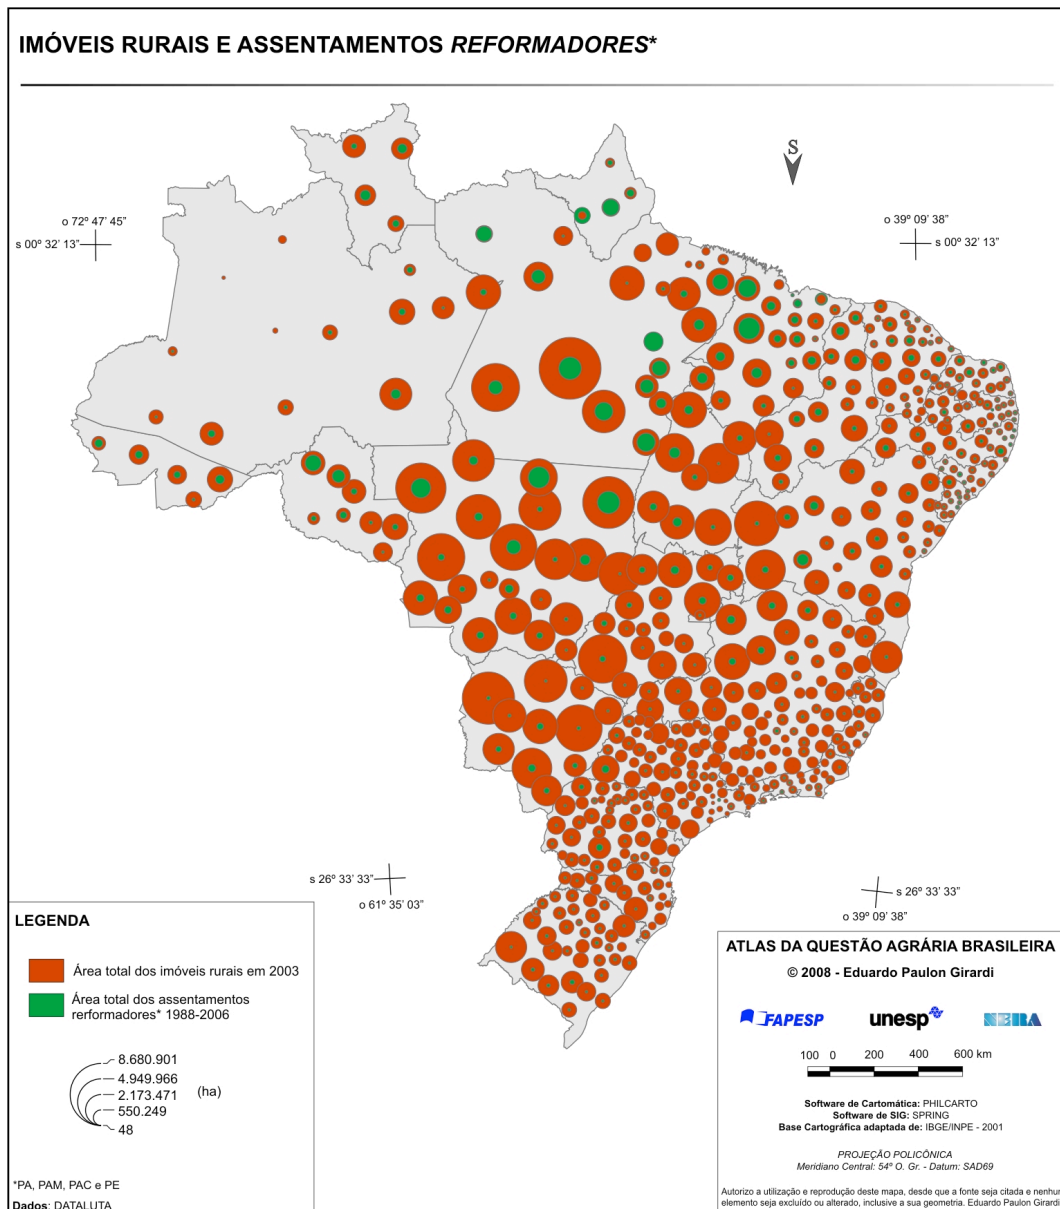 IMÓVEIS RURAIS E ASSENTAMENTOS REFORMADORES*
S
o 72º 47' 45”
s 00º 32' 13”
o 39º 09' 38”
s 00º 32' 13”
s 26º 33' 33”
o 61º 35' 03”
s 26º 33' 33”
o 39º 09' 38”
LEGENDA
Área total dos imóveis rurais em 2003
Área total dos assentamentos
rerformadores* 1988-2006
8.680.901
4.949.966
2.173.471
550.249
48
(ha)
*PA, PAM, PAC e PE
Dados: DATALUTA
ATLAS DA QUESTÃO AGRÁRIA BRASILEIRA
© 2008 - Eduardo Paulon Girardi
FAPESP
unesp
NERA
100 0 200 400 600 km
Software de Cartomática: PHILCARTO
Software de SIG: SPRING
Base Cartográfica adaptada de: IBGE/INPE - 2001
PROJEÇÃO POLICÔNICA
Meridiano Central: 54º O. Gr. - Datum: SAD69
Autorizo a utilização e reprodução deste mapa, desde que a fonte seja citada e nenhum
elemento seja excluído ou alterado, inclusive a sua geometria. Eduardo Paulon Girardi